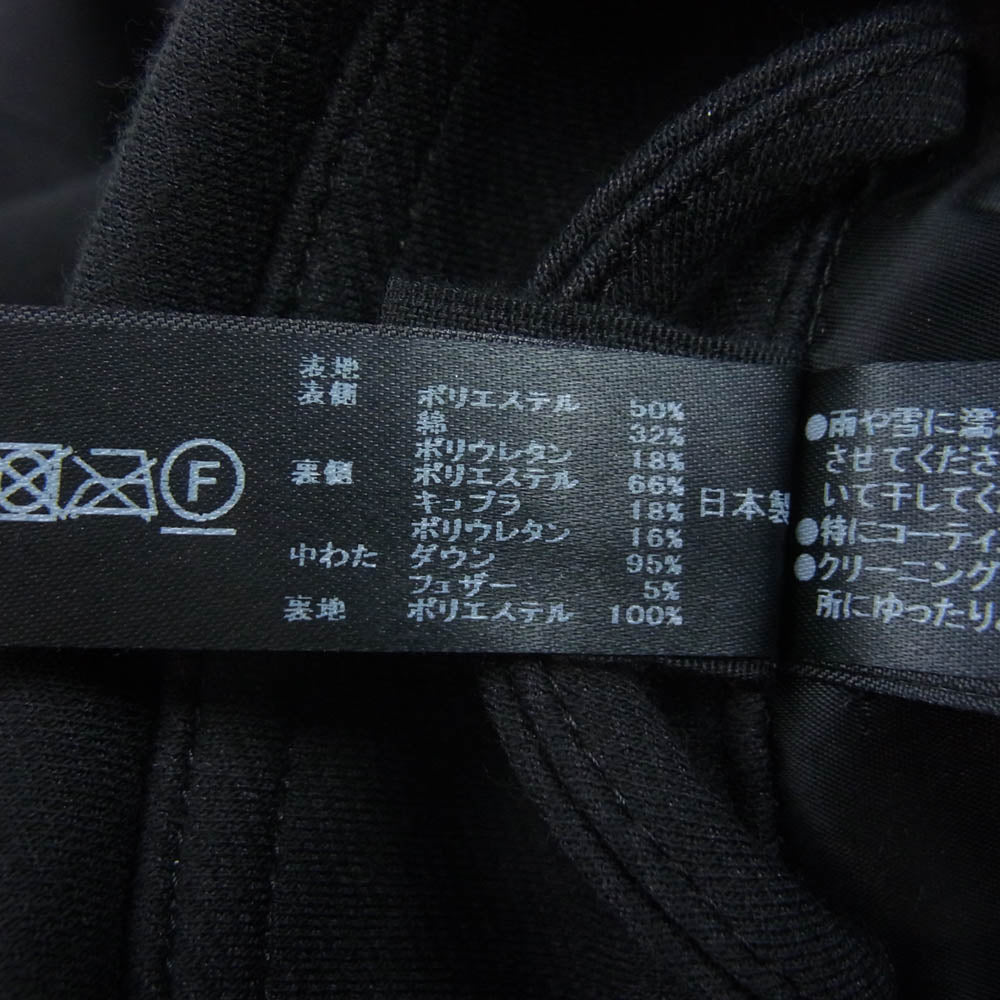 F
表地
表側 ポリエステル 50%
綿 32%
ポリウレタン 18%
裏側 ポリエステル 66%
キュプラ 18%
ポリウレタン 16%
中わた ダウン 95%
フェザー 5%
裏地 ポリエステル 100%
日本製
●雨や雪に濡
させてくださ
いて干してく
●特にコーティ
●クリーニング
所にゆったり